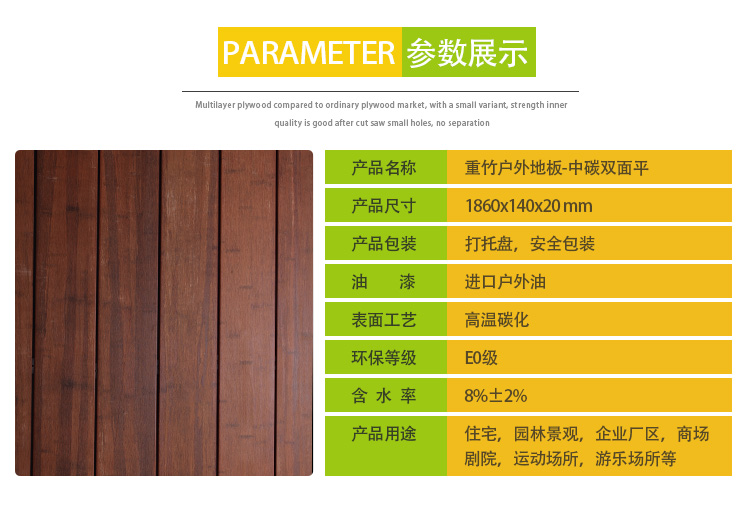 PARAMETER 参数展示
Multilayer plywood compared to ordinary plywood market, with a small variant, strength inner
quality is good after cut saw small holes, no separation
产品名称 重竹户外地板-中碳双面平
产品尺寸 1860x140x20 mm
产品包装 打托盘，安全包装
油 漆 进口户外油
表面工艺 高温碳化
环保等级 E0级
含 水 率 8%±2%
产品用途 住宅，园林景观，企业厂区，商场
剧院，运动场所，游乐场所等